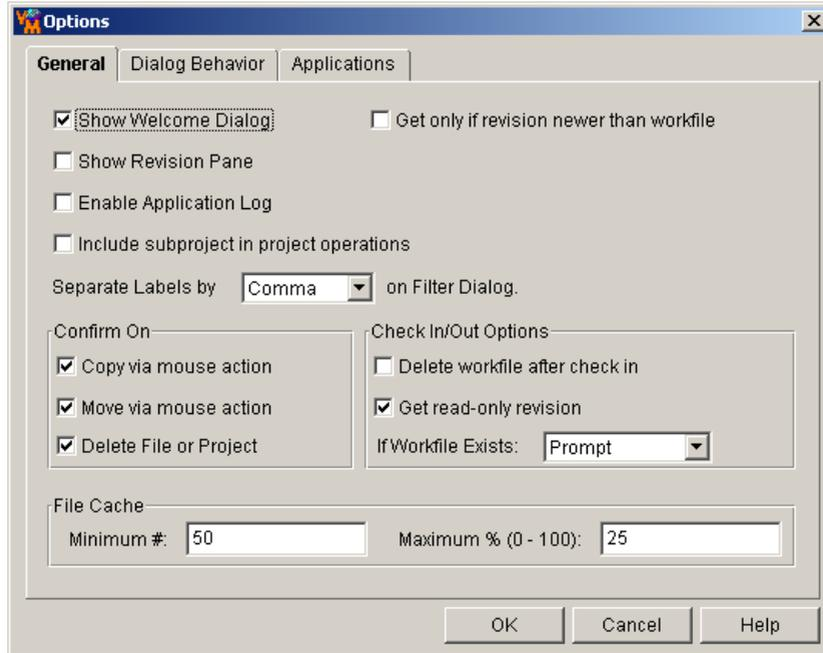 VM Options
General Dialog Behavior Applications
Show Welcome Dialog Get only if revision newer than workfile
Show Revision Pane
Enable Application Log
Include subproject in project operations
Separate Labels by Comma on Filter Dialog.
Confirm On Check In/Out Options
Copy via mouse action Delete workfile after check in
Move via mouse action Get read-only revision
Delete File or Project If Workfile Exists: Prompt
File Cache
Minimum #: 50 Maximum % (0 - 100): 25
OK Cancel Help